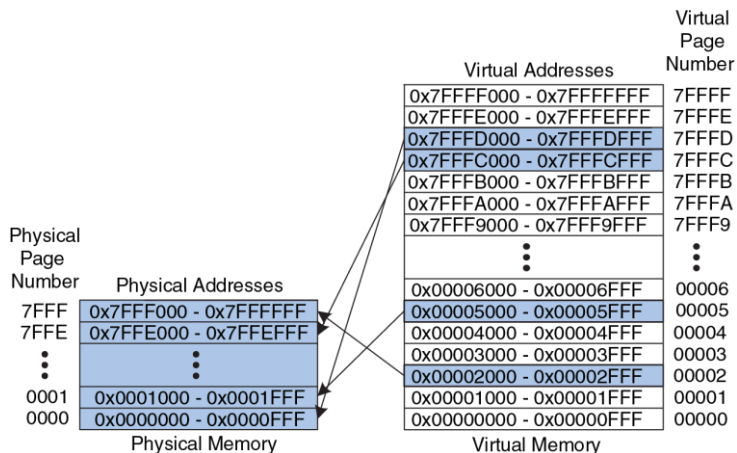 Virtual
Page
Number
Virtual Addresses
0x7FFFF000 - 0x7FFFFFFF 7FFFF
0x7FFFE000 - 0x7FFFEFFF 7FFFE
0x7FFFD000 - 0x7FFFDFFF 7FFFD
0x7FFFC000 - 0x7FFFCFFF 7FFFC
0x7FFFB000 - 0x7FFFBFFF 7FFFB
0x7FFFA000 - 0x7FFFAFFF 7FFFA
0x7FFF9000 - 0x7FFF9FFF 7FFF9
0x00006000 - 0x00006FFF 00006
0x00005000 - 0x00005FFF 00005
0x00004000 - 0x00004FFF 00004
0x00003000 - 0x00003FFF 00003
0x00002000 - 0x00002FFF 00002
0x00001000 - 0x00001FFF 00001
0x00000000 - 0x00000FFF 00000
Virtual Memory
Physical
Page
Number
Physical Addresses
7FFF 0x7FFF000 - 0x7FFFFFF
7FFE 0x7FFE000 - 0x7FFEFFF
0001 0x0001000 - 0x0001FFF
0000 0x0000000 - 0x0000FFF
Physical Memory